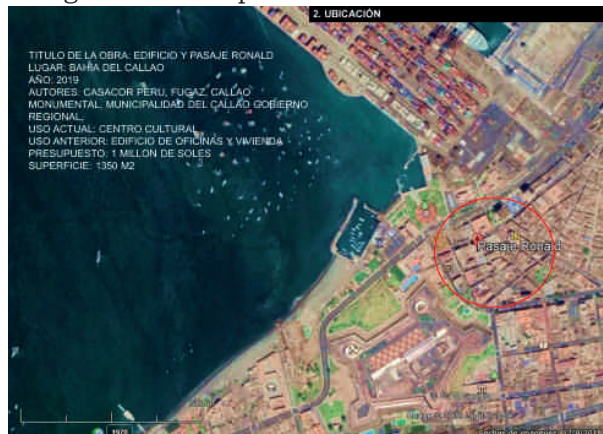 2. UBICACIÓN
TITULO DE LA OBRA: EDIFICIO Y PASAJE RONALD
LUGAR: BAHÍA DEL CALLAO
AÑO: 2019
AUTORES: CASACOR PERU, FUGAZ, CALLAO
MONUMENTAL, MUNICIPALIDAD DEL CALLAO GOBIERNO
REGIONAL.
USO ACTUAL: CENTRO CULTURAL
USO ANTERIOR: EDIFICIO DE OFICINAS Y VIVIENDA
PRESUPUESTO: 1 MILLON DE SOLES
SUPERFICIE: 1350 M2
Pasaje Ronald
1970